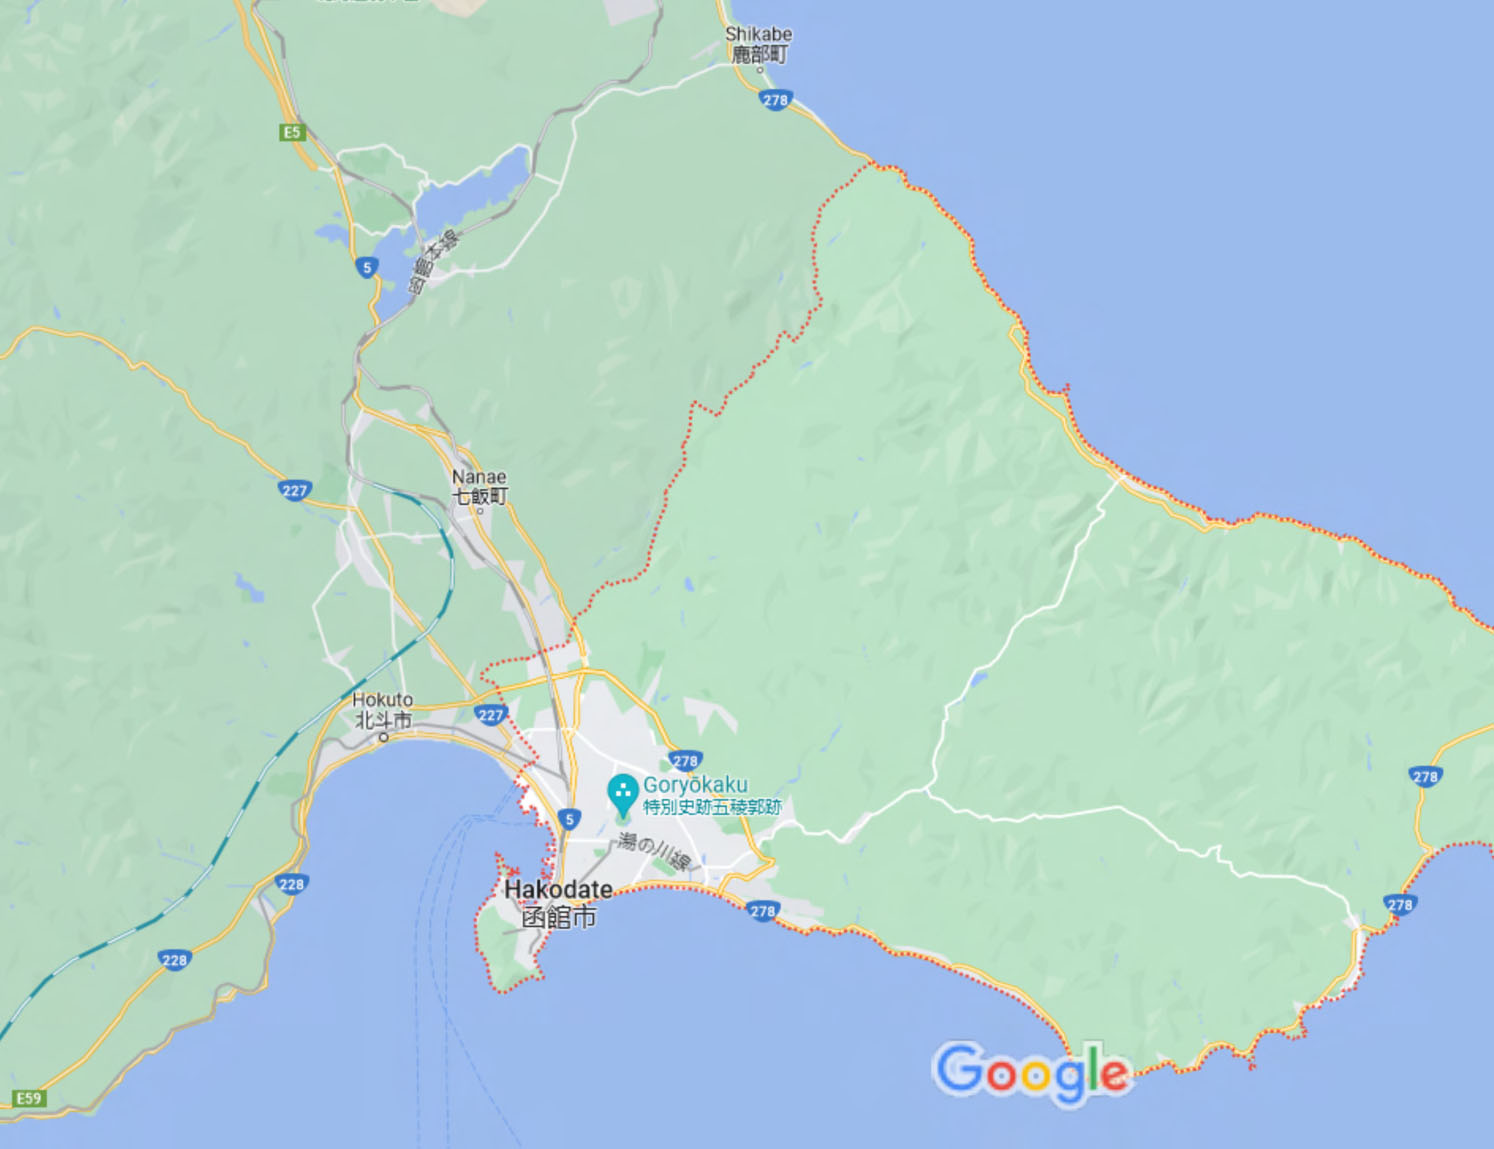 Shikabe
鹿部町
278
E5
5
函館本線
Nanae
七飯町
227
Hokuto
北斗市
227
278
278
Goryōkaku
特別史跡五稜郭跡
5
湯の川線
228
Hakodate
函館市
278
278
228
Google
E59